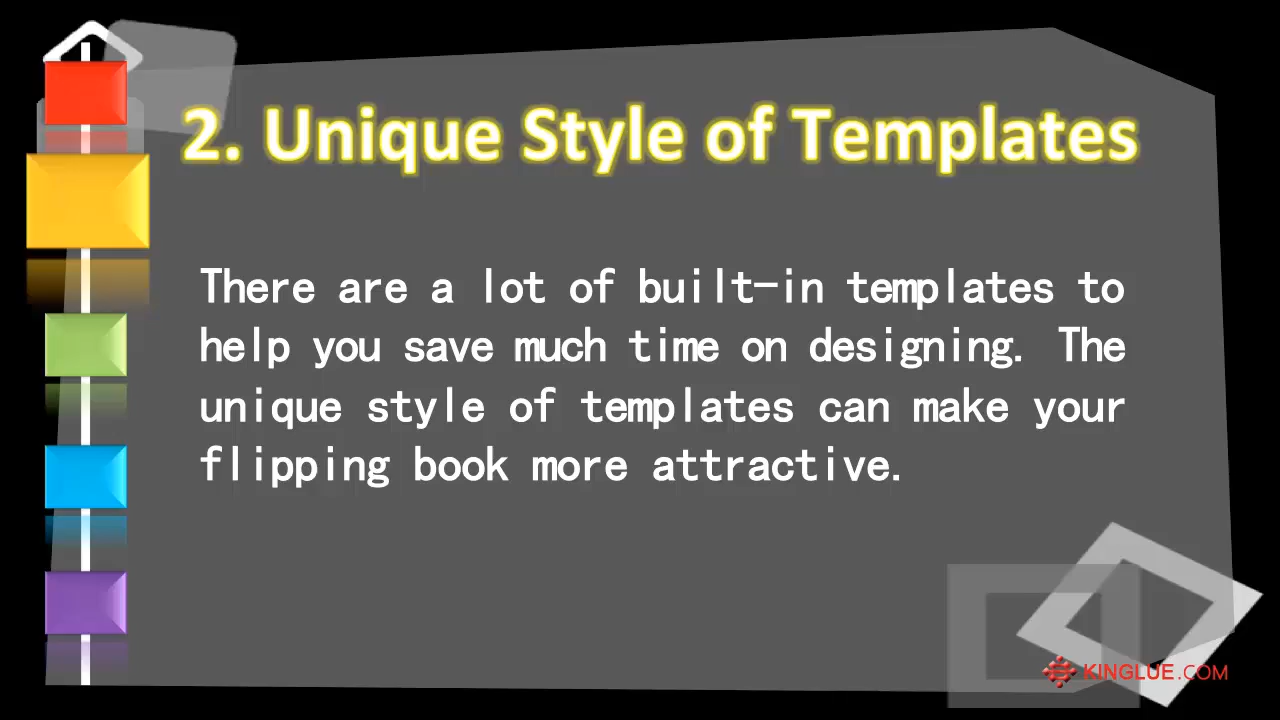 2. Unique Style of Templates
There are a lot of built-in templates to
help you save much time on designing. The
unique style of templates can make your
flipping book more attractive.
KINGLUE.COM